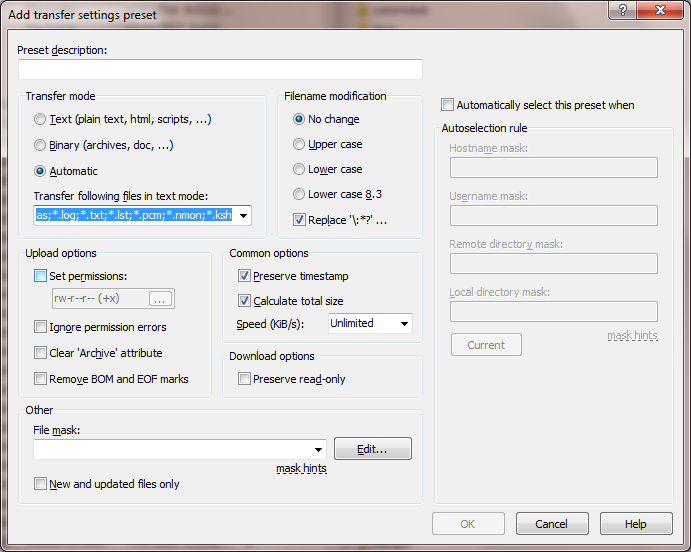 Add transfer settings preset
Preset description:
Transfer mode
Text (plain text, html, scripts, ...)
Binary (archives, doc, ...)
Automatic
Transfer following files in text mode:
as;*.log;*.txt;*.lst;*.pcm;*.nmon;*.ksh
Filename modification
No change
Upper case
Lower case
Lower case 8.3
Replace '\:*?' ...
Upload options
Set permissions:
rw-r--r-- (+x)
...
Ignore permission errors
Clear 'Archive' attribute
Remove BOM and EOF marks
Common options
Preserve timestamp
Calculate total size
Speed (KiB/s):
Unlimited
Download options
Preserve read-only
Other
File mask:
Edit...
mask hints
New and updated files only
Automatically select this preset when
Autoselection rule
Hostname mask:
Username mask:
Remote directory mask:
Local directory mask:
mask hints
Current
OK
Cancel
Help